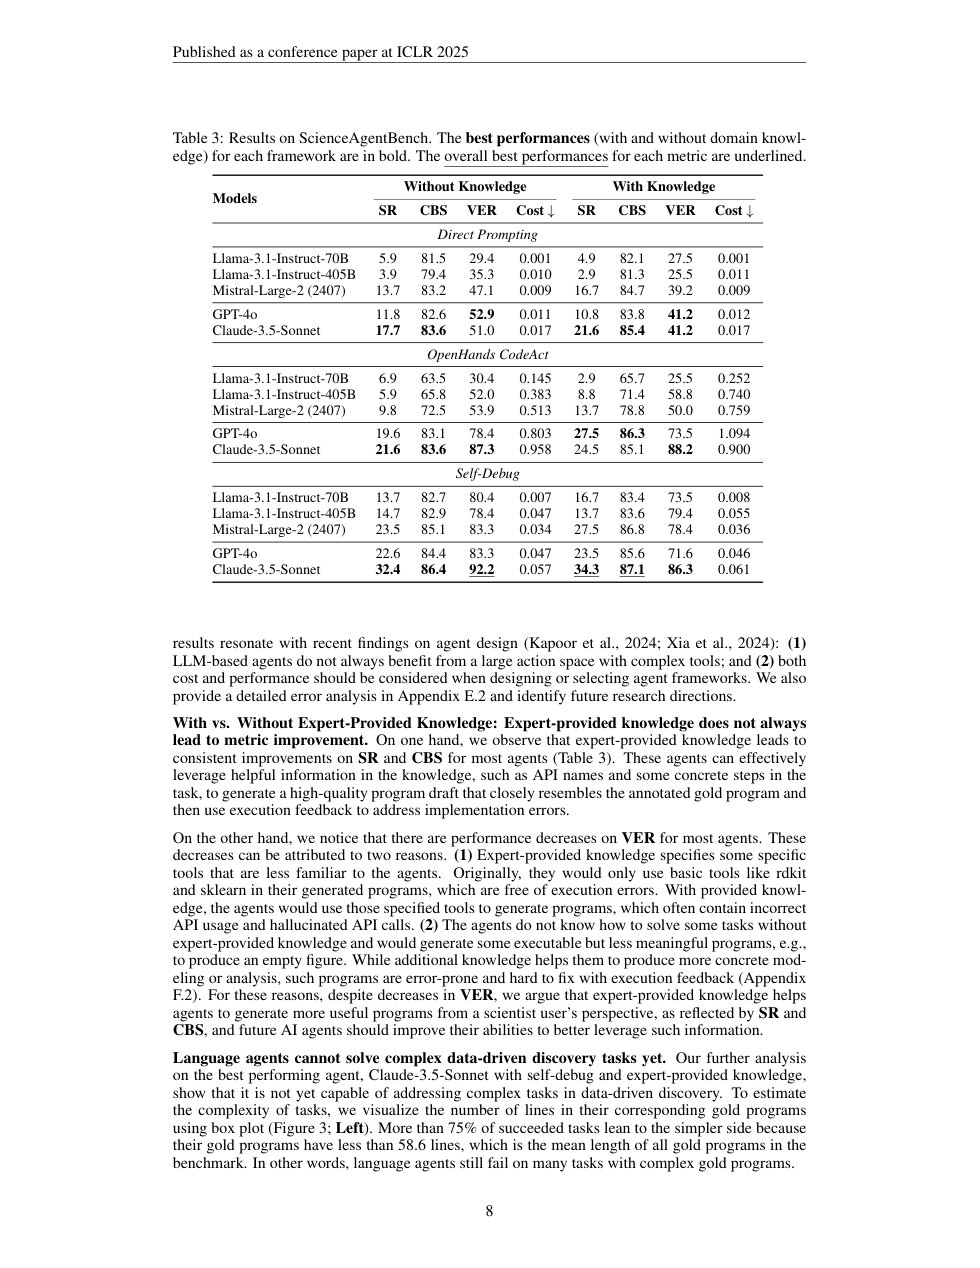 Published as a conference paper at ICLR 2025
Table 3: Results on ScienceAgentBench. The best performances (with and without domain knowl-
edge) for each framework are in bold. The overall best performances for each metric are underlined.
Models Without Knowledge With Knowledge
SR CBS VER Cost ↓ SR CBS VER Cost ↓
Direct Prompting
Llama-3.1-Instruct-70B 5.9 81.5 29.4 0.001 4.9 82.1 27.5 0.001
Llama-3.1-Instruct-405B 3.9 79.4 35.3 0.010 2.9 81.3 25.5 0.011
Mistral-Large-2 (2407) 13.7 83.2 47.1 0.009 16.7 84.7 39.2 0.009
GPT-4o 11.8 82.6 52.9 0.011 10.8 83.8 41.2 0.012
Claude-3.5-Sonnet 17.7 83.6 51.0 0.017 21.6 85.4 41.2 0.017
OpenHands CodeAct
Llama-3.1-Instruct-70B 6.9 63.5 30.4 0.145 2.9 65.7 25.5 0.252
Llama-3.1-Instruct-405B 5.9 65.8 52.0 0.383 8.8 71.4 58.8 0.740
Mistral-Large-2 (2407) 9.8 72.5 53.9 0.513 13.7 78.8 50.0 0.759
GPT-4o 19.6 83.1 78.4 0.803 27.5 86.3 73.5 1.094
Claude-3.5-Sonnet 21.6 83.6 87.3 0.958 24.5 85.1 88.2 0.900
Self-Debug
Llama-3.1-Instruct-70B 13.7 82.7 80.4 0.007 16.7 83.4 73.5 0.008
Llama-3.1-Instruct-405B 14.7 82.9 78.4 0.047 13.7 83.6 79.4 0.055
Mistral-Large-2 (2407) 23.5 85.1 83.3 0.034 27.5 86.8 78.4 0.036
GPT-4o 22.6 84.4 83.3 0.047 23.5 85.6 71.6 0.046
Claude-3.5-Sonnet 32.4 86.4 92.2 0.057 34.3 87.1 86.3 0.061
results resonate with recent findings on agent design (Kapoor et al., 2024; Xia et al., 2024): (1)
LLM-based agents do not always benefit from a large action space with complex tools; and (2) both
cost and performance should be considered when designing or selecting agent frameworks. We also
provide a detailed error analysis in Appendix E.2 and identify future research directions.
With vs. Without Expert-Provided Knowledge: Expert-provided knowledge does not always
lead to metric improvement. On one hand, we observe that expert-provided knowledge leads to
consistent improvements on SR and CBS for most agents (Table 3). These agents can effectively
leverage helpful information in the knowledge, such as API names and some concrete steps in the
task, to generate a high-quality program draft that closely resembles the annotated gold program and
then use execution feedback to address implementation errors.
On the other hand, we notice that there are performance decreases on VER for most agents. These
decreases can be attributed to two reasons. (1) Expert-provided knowledge specifies some specific
tools that are less familiar to the agents. Originally, they would only use basic tools like rdkit
and sklearn in their generated programs, which are free of execution errors. With provided knowl-
edge, the agents would use those specified tools to generate programs, which often contain incorrect
API usage and hallucinated API calls. (2) The agents do not know how to solve some tasks without
expert-provided knowledge and would generate some executable but less meaningful programs, e.g.,
to produce an empty figure. While additional knowledge helps them to produce more concrete mod-
eling or analysis, such programs are error-prone and hard to fix with execution feedback (Appendix
F.2). For these reasons, despite decreases in VER, we argue that expert-provided knowledge helps
agents to generate more useful programs from a scientist user's perspective, as reflected by SR and
CBS, and future AI agents should improve their abilities to better leverage such information.
Language agents cannot solve complex data-driven discovery tasks yet. Our further analysis
on the best performing agent, Claude-3.5-Sonnet with self-debug and expert-provided knowledge,
show that it is not yet capable of addressing complex tasks in data-driven discovery. To estimate
the complexity of tasks, we visualize the number of lines in their corresponding gold programs
using box plot (Figure 3; Left). More than 75% of succeeded tasks lean to the simpler side because
their gold programs have less than 58.6 lines, which is the mean length of all gold programs in the
benchmark. In other words, language agents still fail on many tasks with complex gold programs.
8